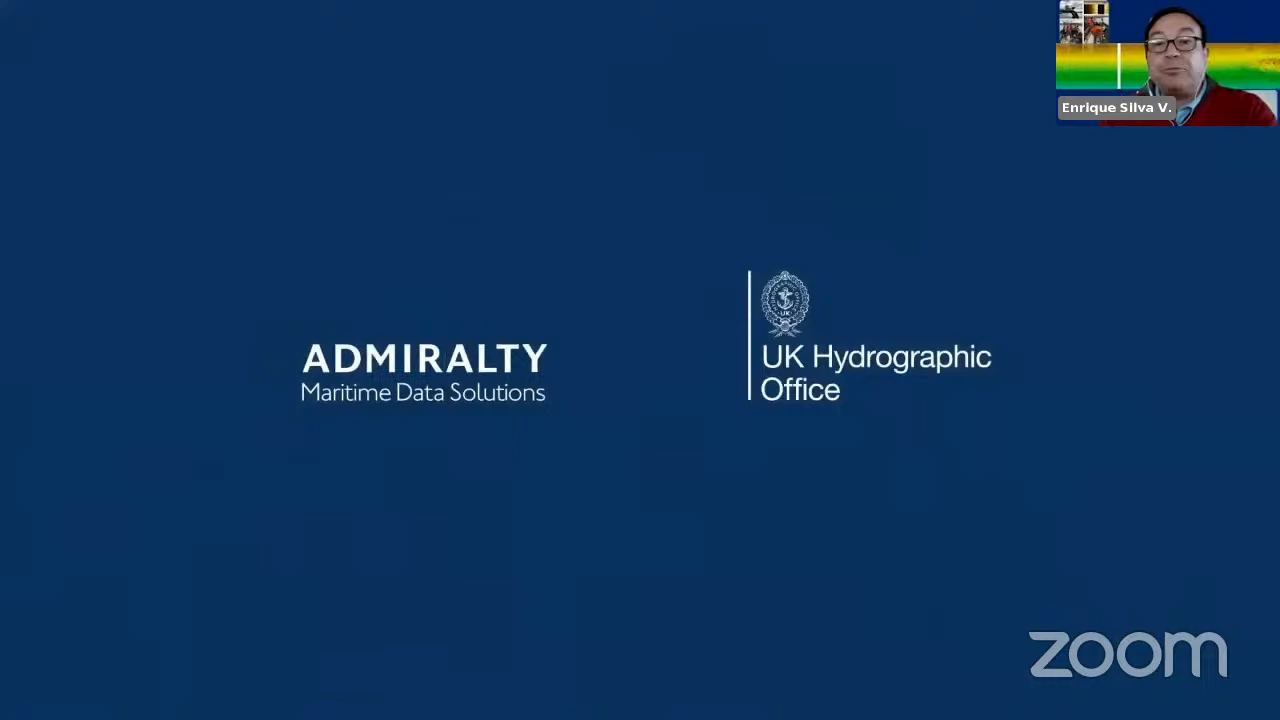 Enrique Silva V.
ADMIRALTY
Maritime Data Solutions
UK Hydrographic
Office
zoom